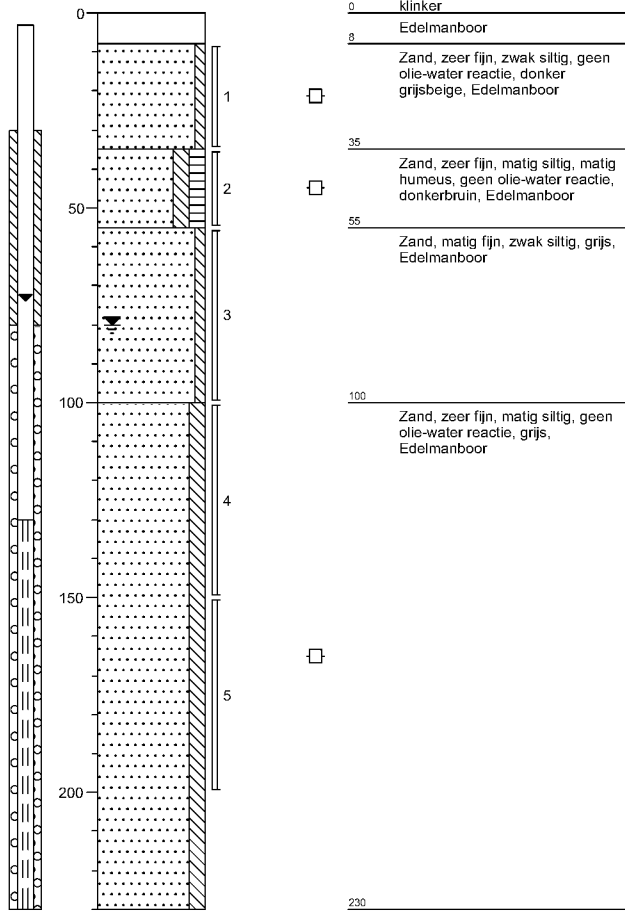 0
50
100
150
200
1
2
3
4
5
0
klinker
Edelmanboor
8
Zand, zeer fijn, zwak siltig, geen
olie-water reactie, donker
grijsbeige, Edelmanboor
35
Zand, zeer fijn, matig siltig, matig
humeus, geen olie-water reactie,
donkerbruin, Edelmanboor
55
Zand, matig fijn, zwak siltig, grijs,
Edelmanboor
100
Zand, zeer fijn, matig siltig, geen
olie-water reactie, grijs,
Edelmanboor
230